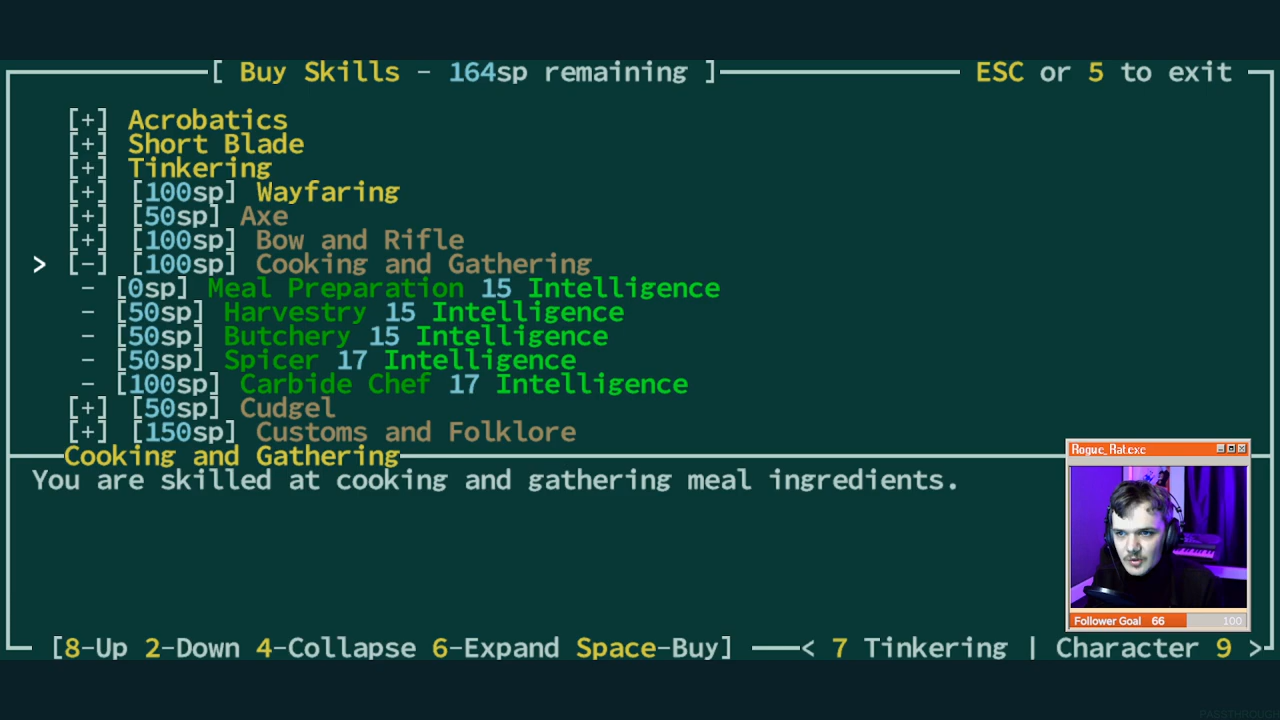 [ Buy Skills - 164sp remaining ] ESC or 5 to exit
[+] Acrobatics
[+] Short Blade
[+] Tinkering
[+] [100sp] Wayfaring
[+] [50sp] Axe
[+] [100sp] Bow and Rifle
> [-] [100sp] Cooking and Gathering
- [0sp] Meal Preparation 15 Intelligence
- [50sp] Harvestry 15 Intelligence
- [50sp] Butchery 15 Intelligence
- [50sp] Spicer 17 Intelligence
- [100sp] Carbide Chef 17 Intelligence
[+] [50sp] Cudgel
[+] [150sp] Customs and Folklore
Cooking and Gathering
You are skilled at cooking and gathering meal ingredients.
Rogue_Rat.exe
Follower Goal 66 100
[8-Up 2-Down 4-Collapse 6-Expand Space-Buy] < 7 Tinkering | Character 9 >